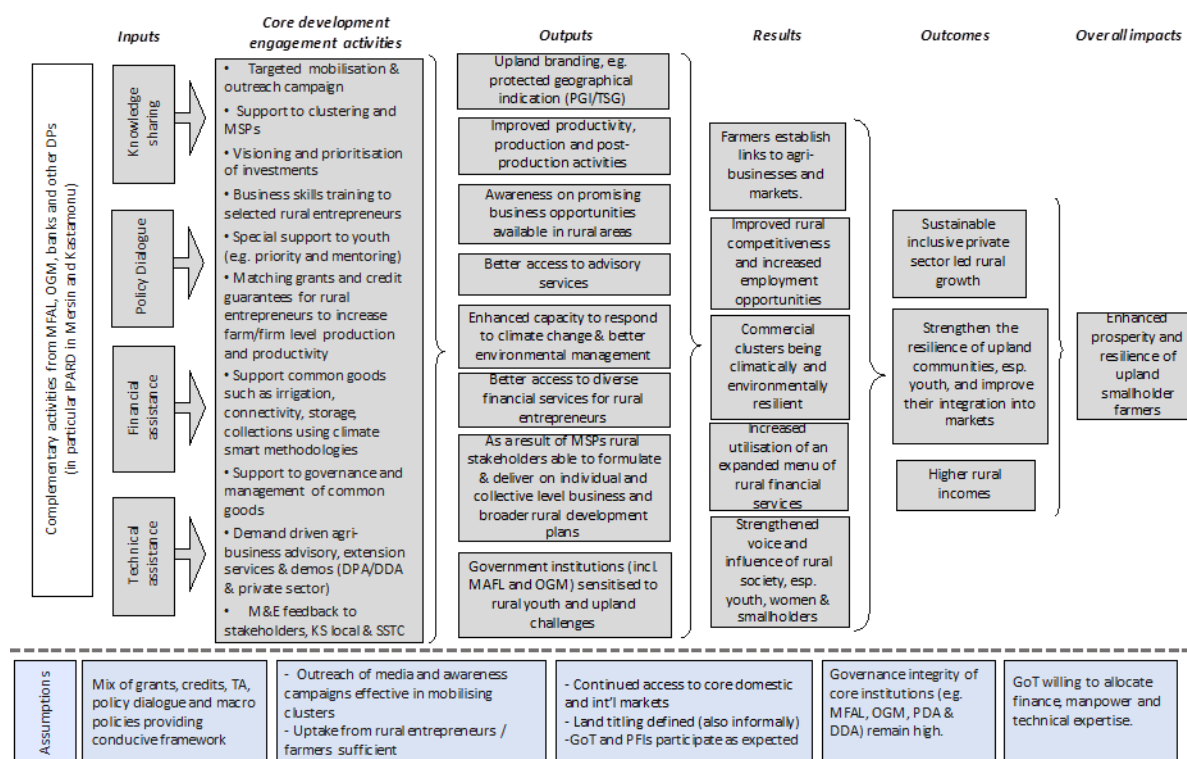 Inputs
Core development
engagement activities
Outputs
Results
Outcomes
Overall impacts
Complementary activities from MFAL, OGM, banks and other DPs
(in particular IPARD in Mersin and Kastamonu)
Knowledge
sharing
Policy Dialogue
Financial
assistance
Technical
assistance
• Targeted mobilisation &
outreach campaign
• Support to clustering and
MSPs
• Visioning and prioritisation
of investments
• Business skills training to
selected rural entrepreneurs
• Special support to youth
(e.g. priority and mentoring)
• Matching grants and credit
guarantees for rural
entrepreneurs to increase
farm/firm level production
and productivity
• Support common goods
such as irrigation,
connectivity, storage,
collections using climate
smart methodologies
• Support to governance and
management of common
goods
• Demand driven agri-
business advisory, extension
services & demos (DPA/DDA
& private sector)
• M&E feedback to
stakeholders, KS local & SSTC
Upland branding, e.g.
protected geographical
indication (PGI/TSG)
Improved productivity,
production and post-
production activities
Awareness on promising
business opportunities
available in rural areas
Better access to advisory
services
Enhanced capacity to
respond to climate change & better
environmental management
Better access to diverse
financial services for rural
entrepreneurs
As a result of MSPs rural
stakeholders able to formulate
& deliver on individual and
collective level business and
broader rural development
plans
Government institutions (incl.
MAFL and OGM) sensitised to
rural youth and upland
challenges
Farmers establish
links to agri-
businesses and
markets.
Improved rural
competitiveness
and increased
employment
opportunities
Commercial
clusters being
climatically and
environmentally
resilient
Increased
utilisation of an
expanded menu of
rural financial
services
Strengthened
voice and
influence of rural
society, esp.
youth, women &
smallholders
Sustainable
inclusive private
sector led rural
growth
Strengthen the
resilience of upland
communities, esp.
youth, and improve
their integration into
markets
Higher rural
incomes
Enhanced
prosperity and
resilience of
upland
smallholder
farmers
Assumptions
Mix of grants, credits, TA,
policy dialogue and macro
policies providing
conducive framework
- Outreach of media and awareness
campaigns effective in mobilising
clusters
- Uptake from rural entrepreneurs /
farmers sufficient
- Continued access to core domestic
and int'l markets
- Land titling defined (also informally)
-GoT and PFIs participate as expected
Governance integrity of
core institutions (e.g.
MFAL, OGM, PDA &
DDA) remain high.
GoT willing to allocate
finance, manpower and
technical expertise.